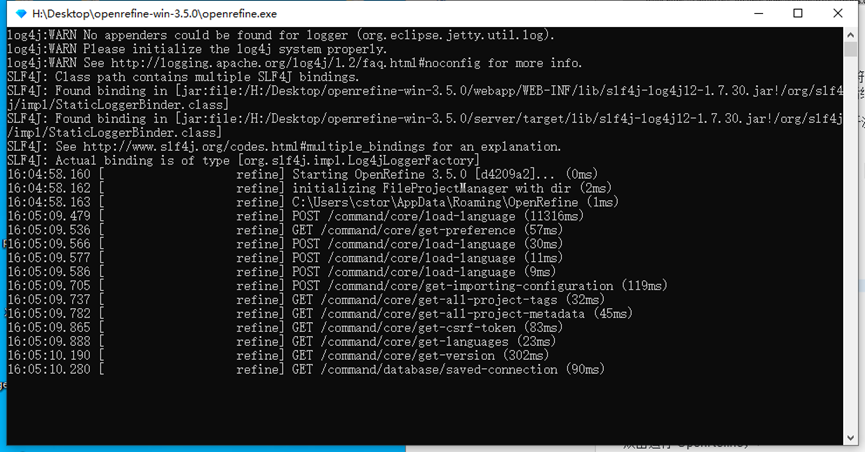 H:\Desktop\openrefine-win-3.5.0\openrefine.exe
log4j:WARN No appenders could be found for logger (org.eclipse.jetty.util.log).
log4j:WARN Please initialize the log4j system properly.
log4j:WARN See http://logging.apache.org/log4j/1.2/faq.html#noconfig for more info.
SLF4J: Class path contains multiple SLF4J bindings.
SLF4J: Found binding in [jar:file:/H:/Desktop/openrefine-win-3.5.0/webapp/WEB-INF/lib/slf4j-log4j12-1.7.30.jar!/org/slf4
j/impl/StaticLoggerBinder.class]
SLF4J: Found binding in [jar:file:/H:/Desktop/openrefine-win-3.5.0/server/target/lib/slf4j-log4j12-1.7.30.jar!/org/slf4j
/impl/StaticLoggerBinder.class]
SLF4J: See http://www.slf4j.org/codes.html#multiple_bindings for an explanation.
SLF4J: Actual binding is of type [org.slf4j.impl.Log4jLoggerFactory]
16:04:58.160 [ refine] Starting OpenRefine 3.5.0 [d4209a2]... (0ms)
16:04:58.162 [ refine] initializing FileProjectManager with dir (2ms)
16:04:58.163 [ refine] C:\Users\cstor\AppData\Roaming\OpenRefine (1ms)
16:05:09.479 [ refine] POST /command/core/load-language (11316ms)
16:05:09.536 [ refine] GET /command/core/get-preference (57ms)
16:05:09.566 [ refine] POST /command/core/load-language (30ms)
16:05:09.577 [ refine] POST /command/core/load-language (11ms)
16:05:09.586 [ refine] POST /command/core/load-language (9ms)
16:05:09.705 [ refine] POST /command/core/get-importing-configuration (119ms)
16:05:09.737 [ refine] GET /command/core/get-all-project-tags (32ms)
16:05:09.782 [ refine] GET /command/core/get-all-project-metadata (45ms)
16:05:09.865 [ refine] GET /command/core/get-csrf-token (83ms)
16:05:09.888 [ refine] GET /command/core/get-languages (23ms)
16:05:10.190 [ refine] GET /command/core/get-version (302ms)
16:05:10.280 [ refine] GET /command/database/saved-connection (90ms)